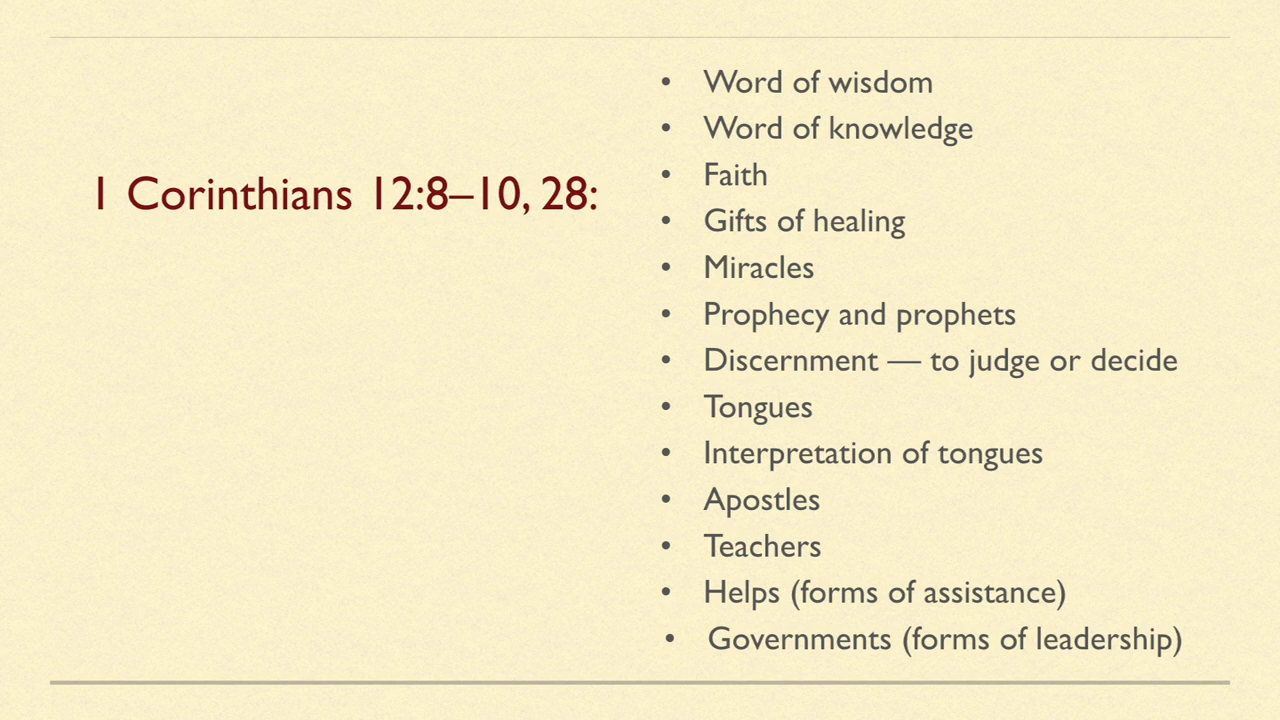 1 Corinthians 12:8–10, 28:
• Word of wisdom
• Word of knowledge
• Faith
• Gifts of healing
• Miracles
• Prophecy and prophets
• Discernment — to judge or decide
• Tongues
• Interpretation of tongues
• Apostles
• Teachers
• Helps (forms of assistance)
• Governments (forms of leadership)